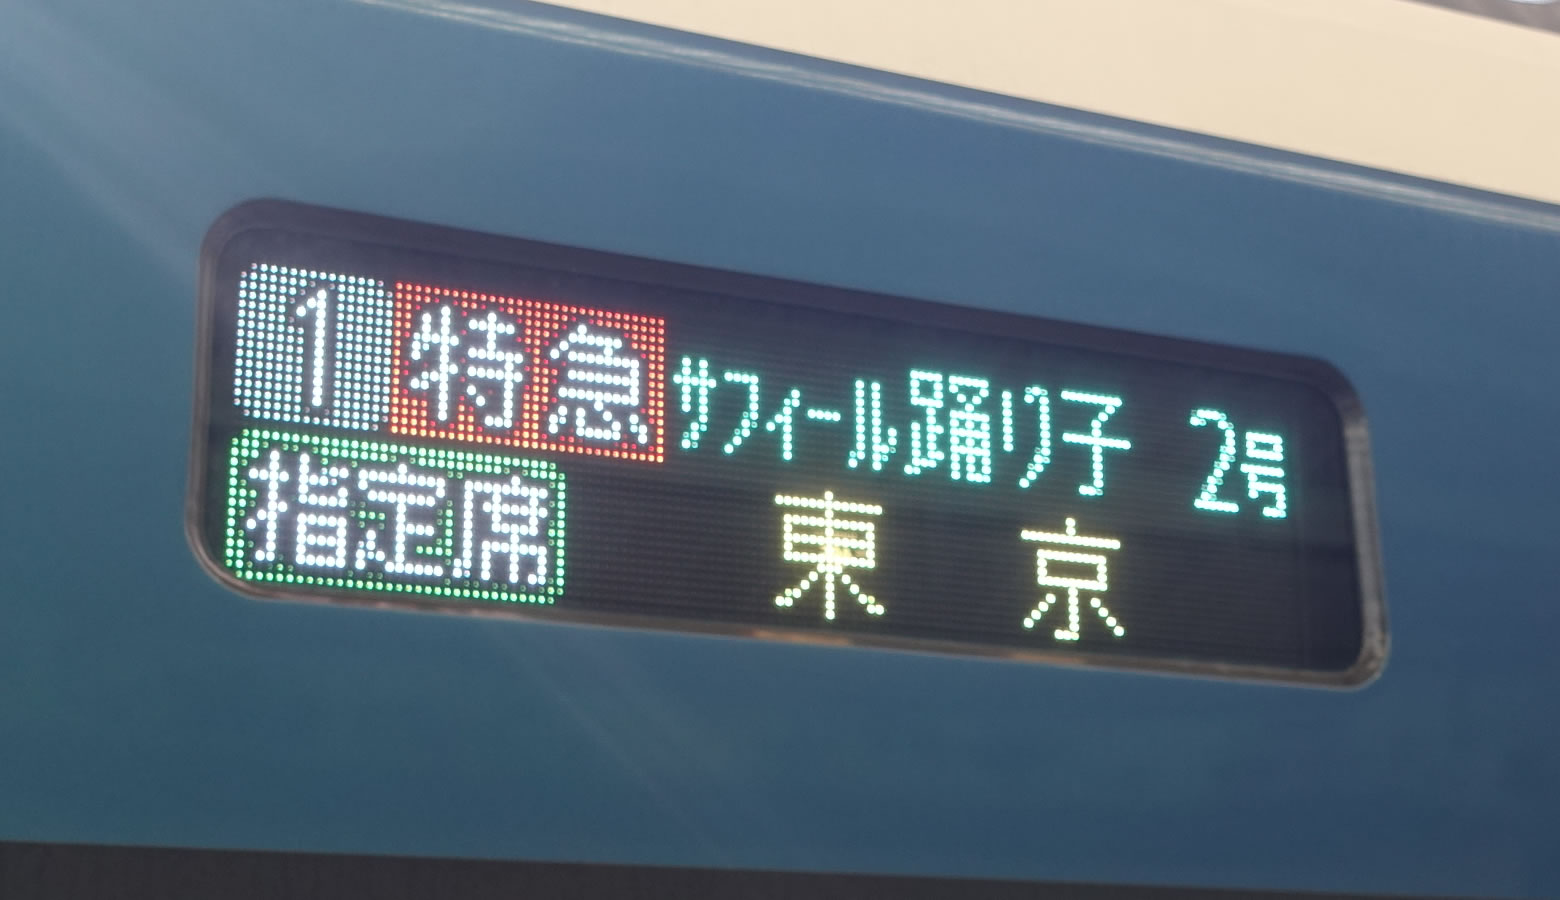 1 特急 サフィール踊り子 2号
指定席 東京